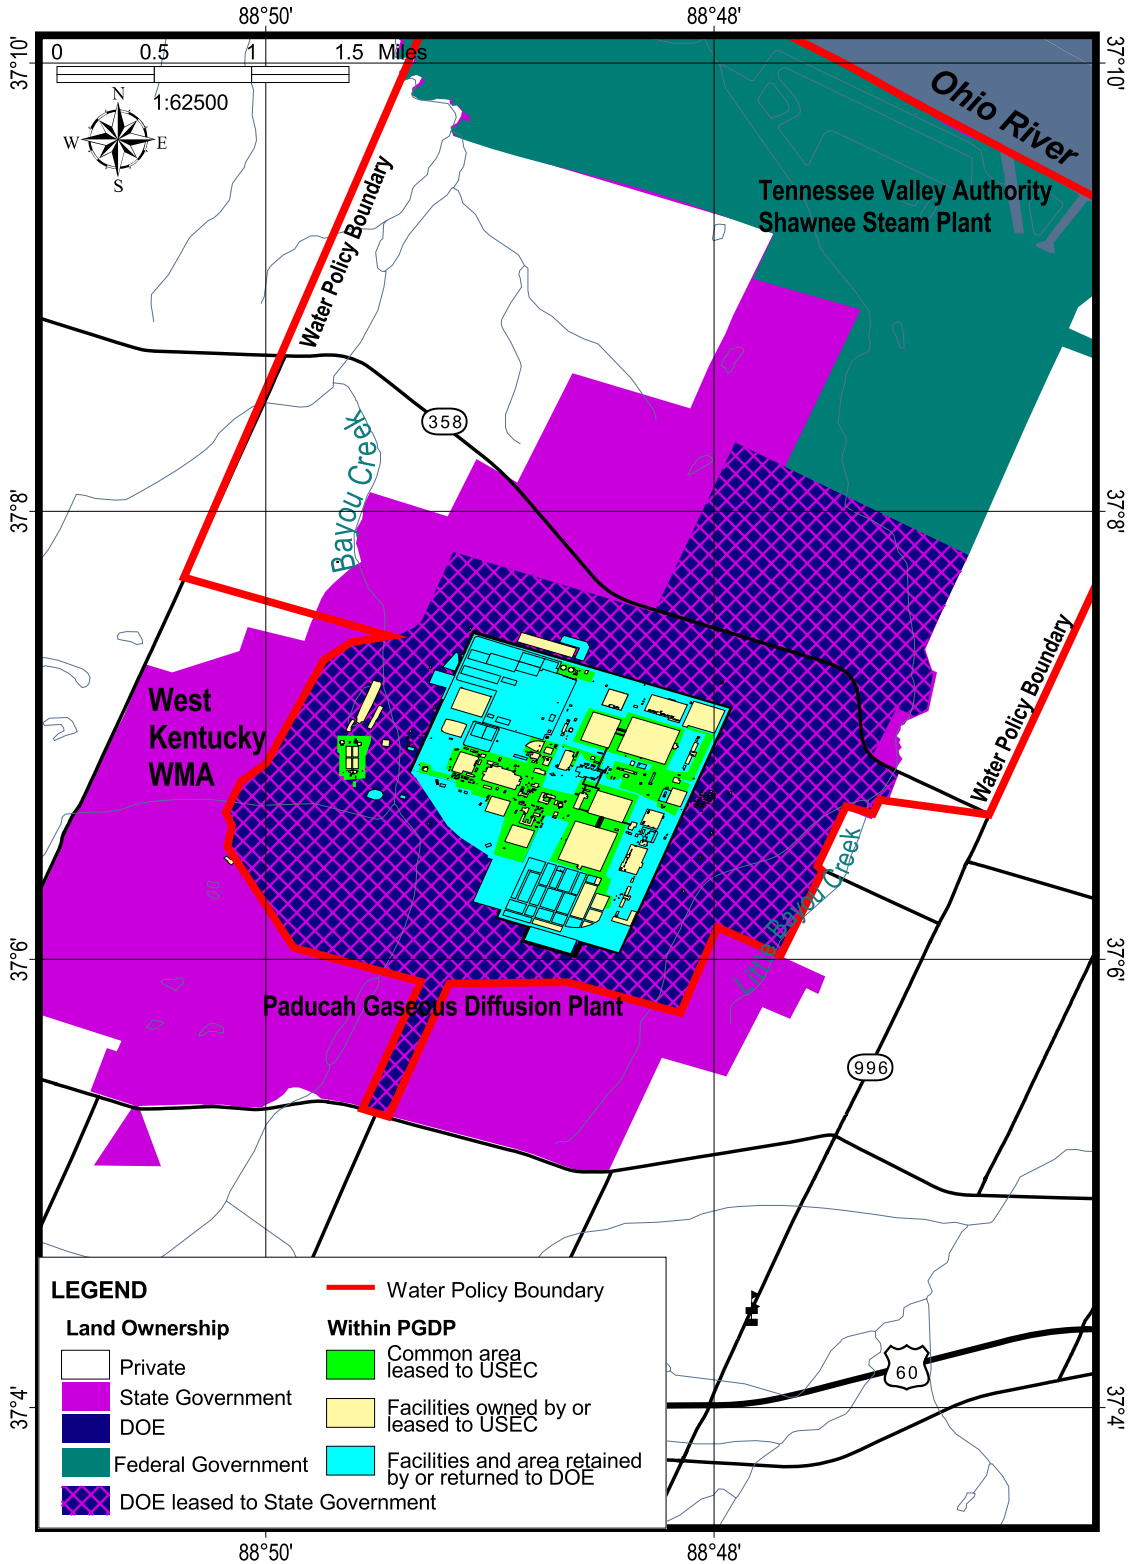 88°50'
88°48'
37°10'
37°10'
0 0.5 1 1.5 Miles
1:62500
N
W E
S
Ohio River
Tennessee Valley Authority
Shawnee Steam Plant
Water Policy Boundary
358
Bayou Creek
37°8'
37°8'
Water Policy Boundary
West
Kentucky
WMA
Little Bayou Creek
37°6'
37°6'
Paducah Gaseous Diffusion Plant
996
60
37°4'
37°4'
LEGEND
Water Policy Boundary
Land Ownership
Private
State Government
DOE
Federal Government
DOE leased to State Government
Within PGDP
Common area
leased to USEC
Facilities owned by or
leased to USEC
Facilities and area retained
by or returned to DOE
88°50'
88°48'